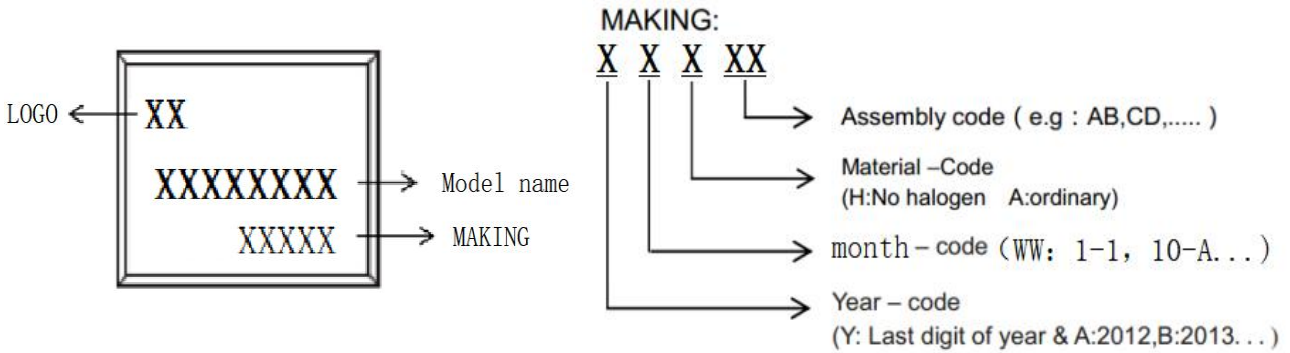 LOGO
XX
XXXXXXXX
Model name
XXXXX
MAKING
MAKING:
X X X XX
Assembly code ( e.g : AB,CD,..... )
Material –Code
(H:No halogen A:ordinary)
month – code (WW: 1-1, 10-A...)
Year – code
(Y: Last digit of year & A:2012,B:2013. . . )